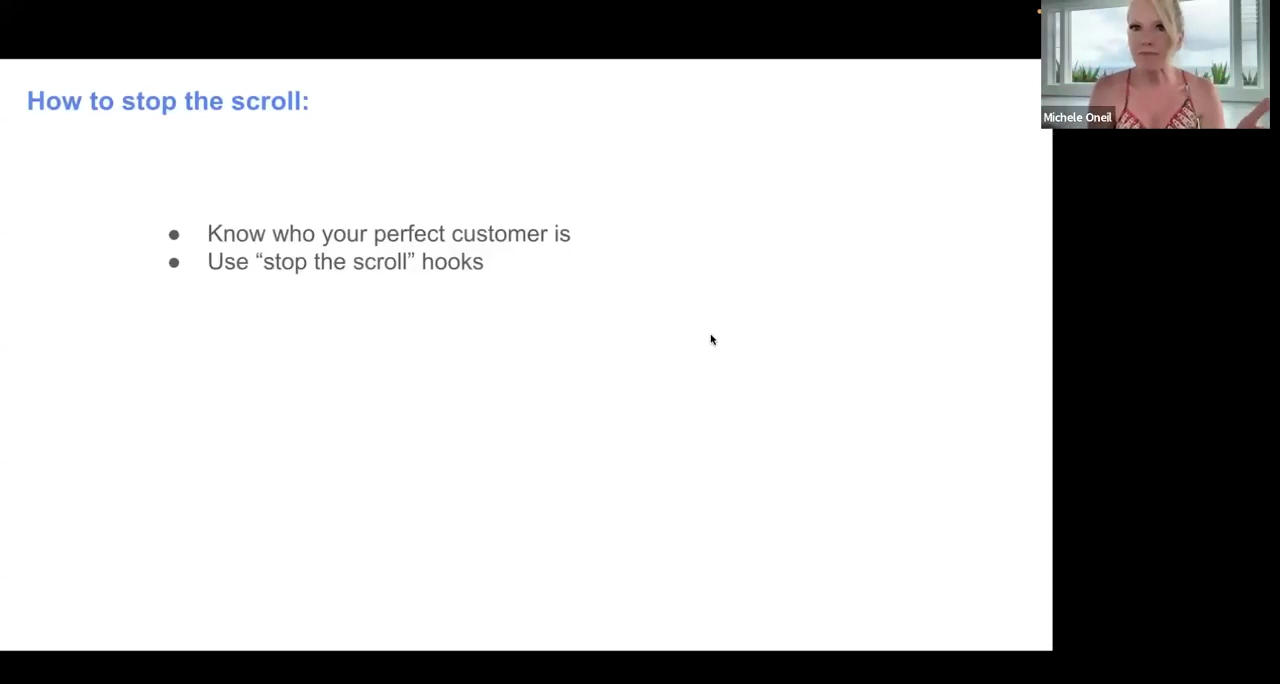 How to stop the scroll:
Michele Oneil
● Know who your perfect customer is
● Use “stop the scroll” hooks